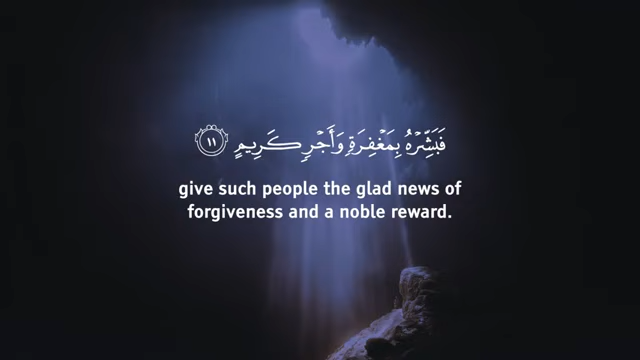 فَبَشِّرۡهُ بِمَغۡفِرَةٖ وَأَجۡرٖ كَرِيمٍ ١١
give such people the glad news of
forgiveness and a noble reward.